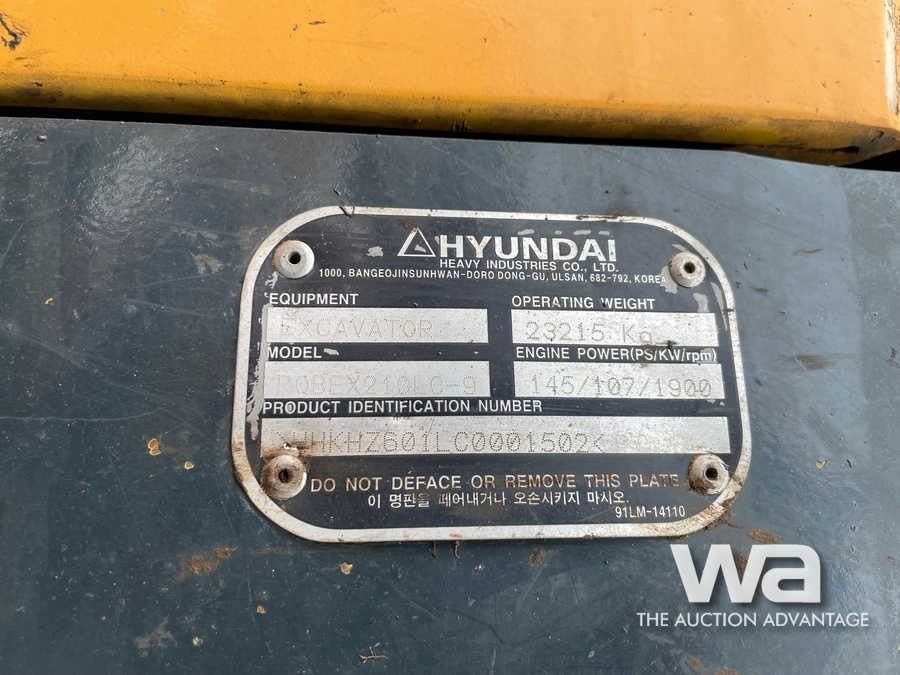 HYUNDAI
HEAVY INDUSTRIES CO., LTD.
1000, BANGEOJINSUNHWAN-DORO DONG-GU, ULSAN, 682-792, KOREA
EQUIPMENT OPERATING WEIGHT
EXCAVATOR 23215 Kg
MODEL ENGINE POWER(PS/KW/rpm)
ROBEX210LC-9 145/107/1900
PRODUCT IDENTIFICATION NUMBER
HHKHZ601LC0001502
DO NOT DEFACE OR REMOVE THIS PLATE
이 명판을 떼어내거나 오손시키지 마시오.
91LM-14110
wa
THE AUCTION ADVANTAGE